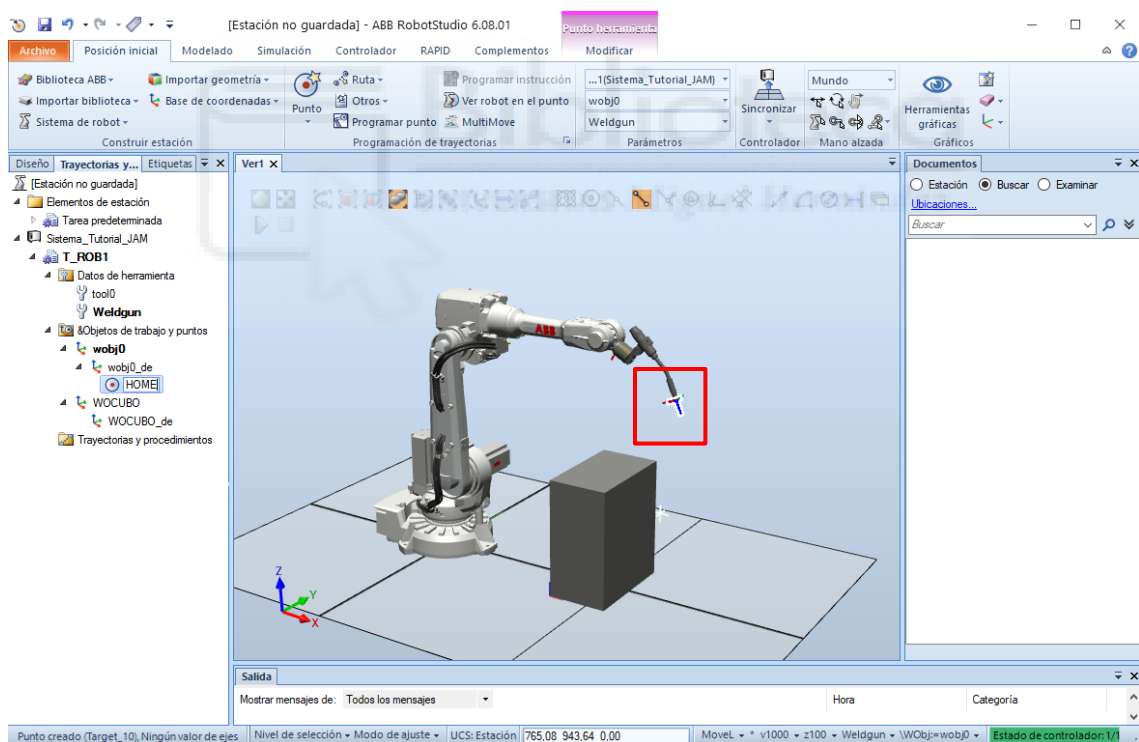 [Estación no guardada] - ABB RobotStudio 6.08.01
Punto herramienta
Archivo Posición inicial Modelado Simulación Controlador RAPID Complementos Modificar
Biblioteca ABB Importar geometría Ruta Programar instrucción ...1(Sistema_Tutorial_JAM) Mundo
Importar biblioteca Base de coordenadas Punto Otros Ver robot en el punto wobj0 Sincronizar Herramientas gráficas
Sistema de robot Programar punto MultiMove Weldgun
Construir estación Programación de trayectorias Parámetros Controlador Mano alzada Gráficos
Diseño Trayectorias y... Etiquetas Ver1 Documentos
[Estación no guardada]
Elementos de estación
Tarea predeterminada
Sistema_Tutorial_JAM
T_ROB1
Datos de herramienta
tool0
Weldgun
&Objetos de trabajo y puntos
wobj0
wobj0_de
HOME
WOCUBO
WOCUBO_de
Trayectorias y procedimientos
ABB
Z
Y
X
Estación Buscar Examinar
Ubicaciones...
Buscar
Salida
Mostrar mensajes de: Todos los mensajes Hora Categoría
Punto creado (Target_10), Ningún valor de ejes Nivel de selección Modo de ajuste UCS: Estación 765,08 943,64 0,00 MoveL * v1000 z100 Weldgun \WObj:=wobj0 Estado de controlador: 1/1